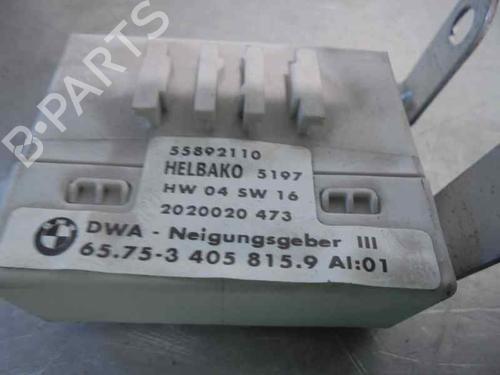 B-PARTS
55892110
HELBAKO 5197
HW 04 SW 16
2020020 473
DWA - Neigungsgeber III
65.75-3 405 815.9 AI:01